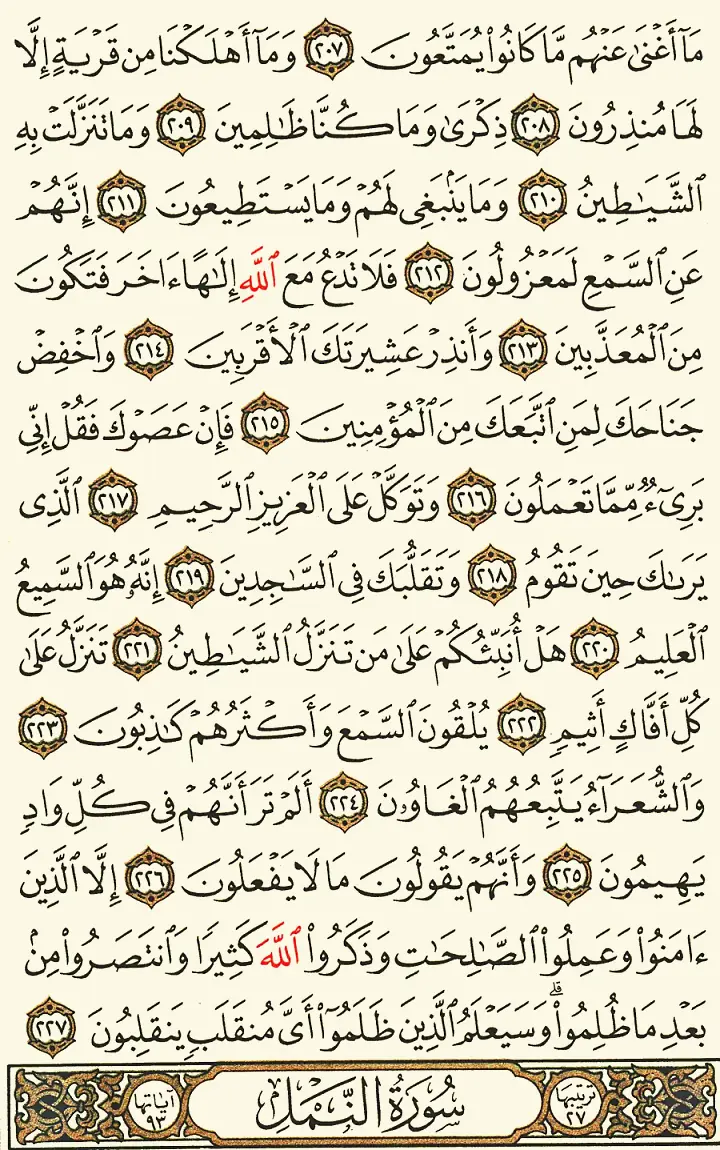 مَآ أَغْنَىٰ عَنْهُم مَّا كَانُوا۟ يُمَتَّعُونَ ٢٠٧ وَمَآ أَهْلَكْنَا مِن قَرْيَةٍ إِلَّا
لَهَا مُنذِرُونَ ٢٠٨ ذِكْرَىٰ وَمَا كُنَّا ظَٰلِمِينَ ٢٠٩ وَمَا تَنَزَّلَتْ بِهِ
ٱلشَّيَٰطِينُ ٢١٠ وَمَا يَنۢبَغِى لَهُمْ وَمَا يَسْتَطِيعُونَ ٢١١ إِنَّهُمْ
عَنِ ٱلسَّمْعِ لَمَعْزُولُونَ ٢١٢ فَلَا تَدْعُ مَعَ ٱللَّهِ إِلَٰهًا ءَاخَرَ فَتَكُونَ
مِنَ ٱلْمُعَذَّبِينَ ٢١٣ وَأَنذِرْ عَشِيرَتَكَ ٱلْأَقْرَبِينَ ٢١٤ وَٱخْفِضْ
جَنَاحَكَ لِمَنِ ٱتَّبَعَكَ مِنَ ٱلْمُؤْمِنِينَ ٢١٥ فَإِنْ عَصَوْكَ فَقُلْ إِنِّى
بَرِىٓءٌ مِّمَّا تَعْمَلُونَ ٢١٦ وَتَوَكَّلْ عَلَى ٱلْعَزِيزِ ٱلرَّحِيمِ ٢١٧ ٱلَّذِى
يَرَىٰكَ حِينَ تَقُومُ ٢١٨ وَتَقَلُّبَكَ فِى ٱلسَّٰجِدِينَ ٢١٩ إِنَّهُۥ هُوَ ٱلسَّمِيعُ
ٱلْعَلِيمُ ٢٢٠ هَلْ أُنَبِّئُكُمْ عَلَىٰ مَن تَنَزَّلُ ٱلشَّيَٰطِينُ ٢٢١ تَنَزَّلُ عَلَىٰ
كُلِّ أَفَّاكٍ أَثِيمٍ ٢٢٢ يُلْقُونَ ٱلسَّمْعَ وَأَكْثَرُهُمْ كَٰذِبُونَ ٢٢٣
وَٱلشُّعَرَآءُ يَتَّبِعُهُمُ ٱلْغَاوُۥنَ ٢٢٤ أَلَمْ تَرَ أَنَّهُمْ فِى كُلِّ وَادٍ
يَهِيمُونَ ٢٢٥ وَأَنَّهُمْ يَقُولُونَ مَا لَا يَفْعَلُونَ ٢٢٦ إِلَّا ٱلَّذِينَ
ءَامَنُوا۟ وَعَمِلُوا۟ ٱلصَّٰلِحَٰتِ وَذَكَرُوا۟ ٱللَّهَ كَثِيرًا وَٱنتَصَرُوا۟ مِنۢ
بَعْدِ مَا ظُلِمُوا۟ ۗ وَسَيَعْلَمُ ٱلَّذِينَ ظَلَمُوٓا۟ أَىَّ مُنقَلَبٍ يَنقَلِبُونَ ٢٢٧
ترتيبها ٢٧ سُورَةُ النَّمْلِ آياتها ٩٣